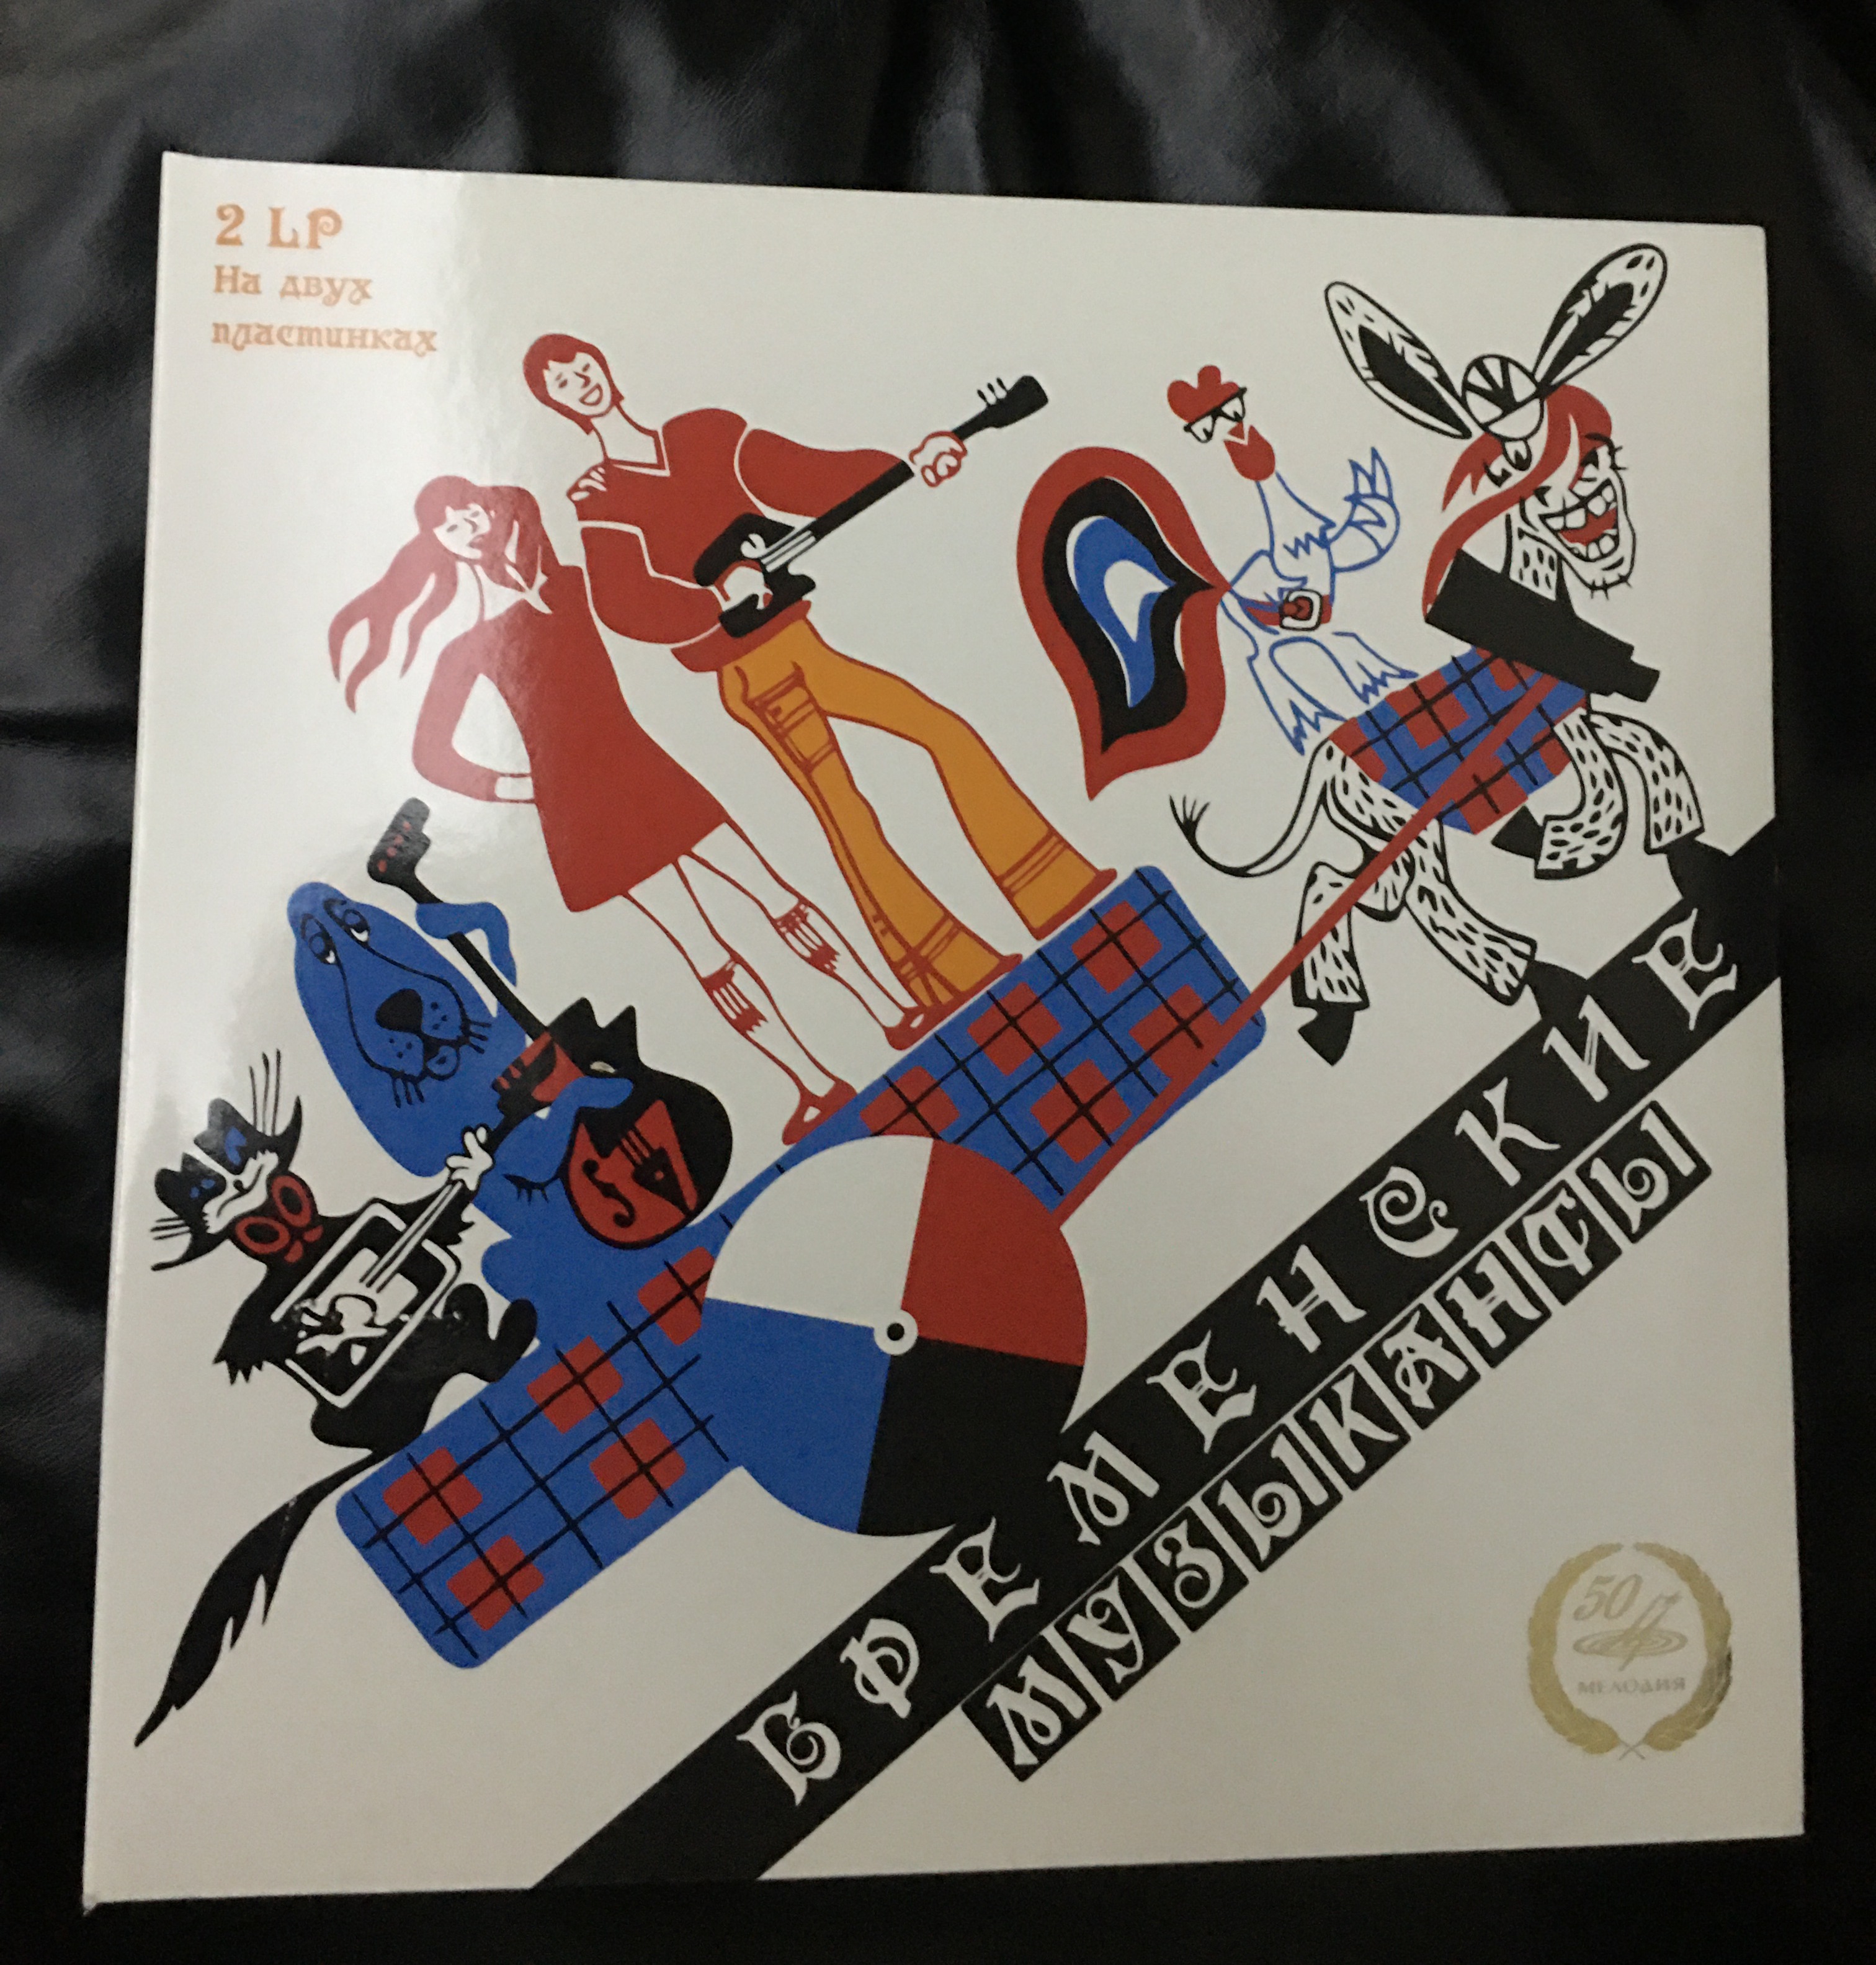 2 LP
На двух
пластинках
БРЕМЕНСКИЕ
МУЗЫКАНТЫ
50
МЕЛОДИЯ